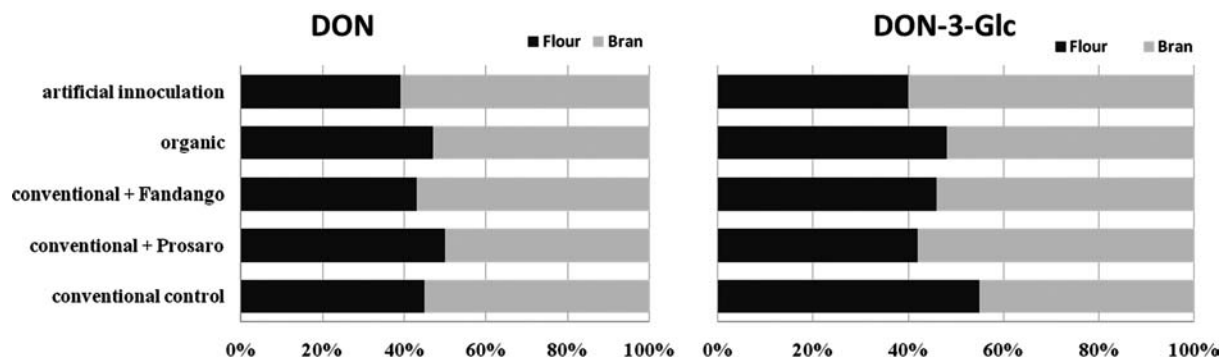 DON
Flour Bran
DON-3-Glc
Flour Bran
artificial innoculation
organic
conventional + Fandango
conventional + Prosaro
conventional control
0% 20% 40% 60% 80% 100%
0% 20% 40% 60% 80% 100%